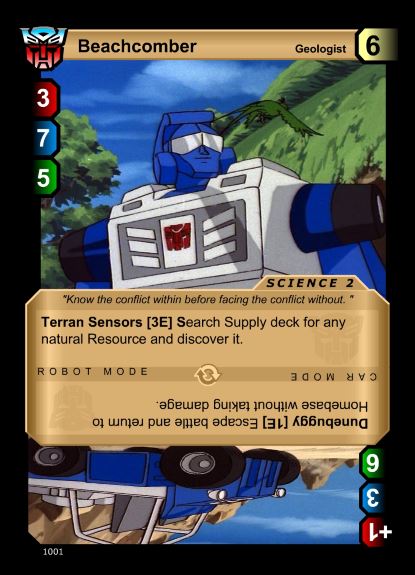 Beachcomber Geologist 6
3
7
5
SCIENCE 2
"Know the conflict within before facing the conflict without. "
Terran Sensors [3E] Search Supply deck for any
natural Resource and discover it.
ROBOT MODE
CAR MODE
Dunebuggy [1E] Escape battle and return to
Homebase without taking damage.
+1
3
6
1001